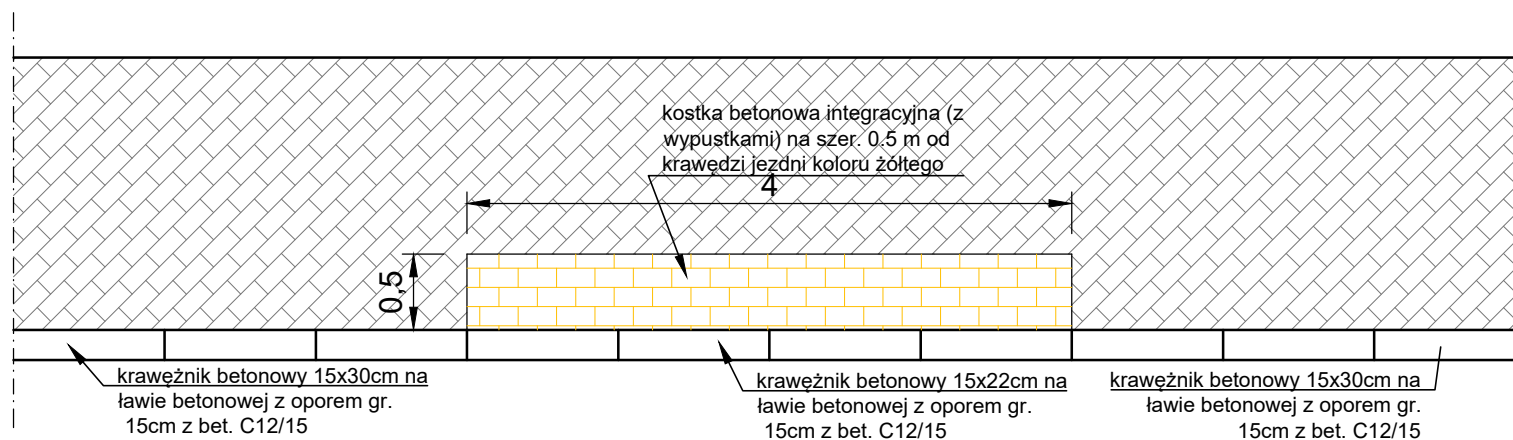 kostka betonowa integracyjna (z
wypustkami) na szer. 0.5 m od
krawędzi jezdni koloru żółtego
4
0,5
krawężnik betonowy 15x30cm na
ławie betonowej z oporem gr.
15cm z bet. C12/15
krawężnik betonowy 15x22cm na
ławie betonowej z oporem gr.
15cm z bet. C12/15
krawężnik betonowy 15x30cm na
ławie betonowej z oporem gr.
15cm z bet. C12/15